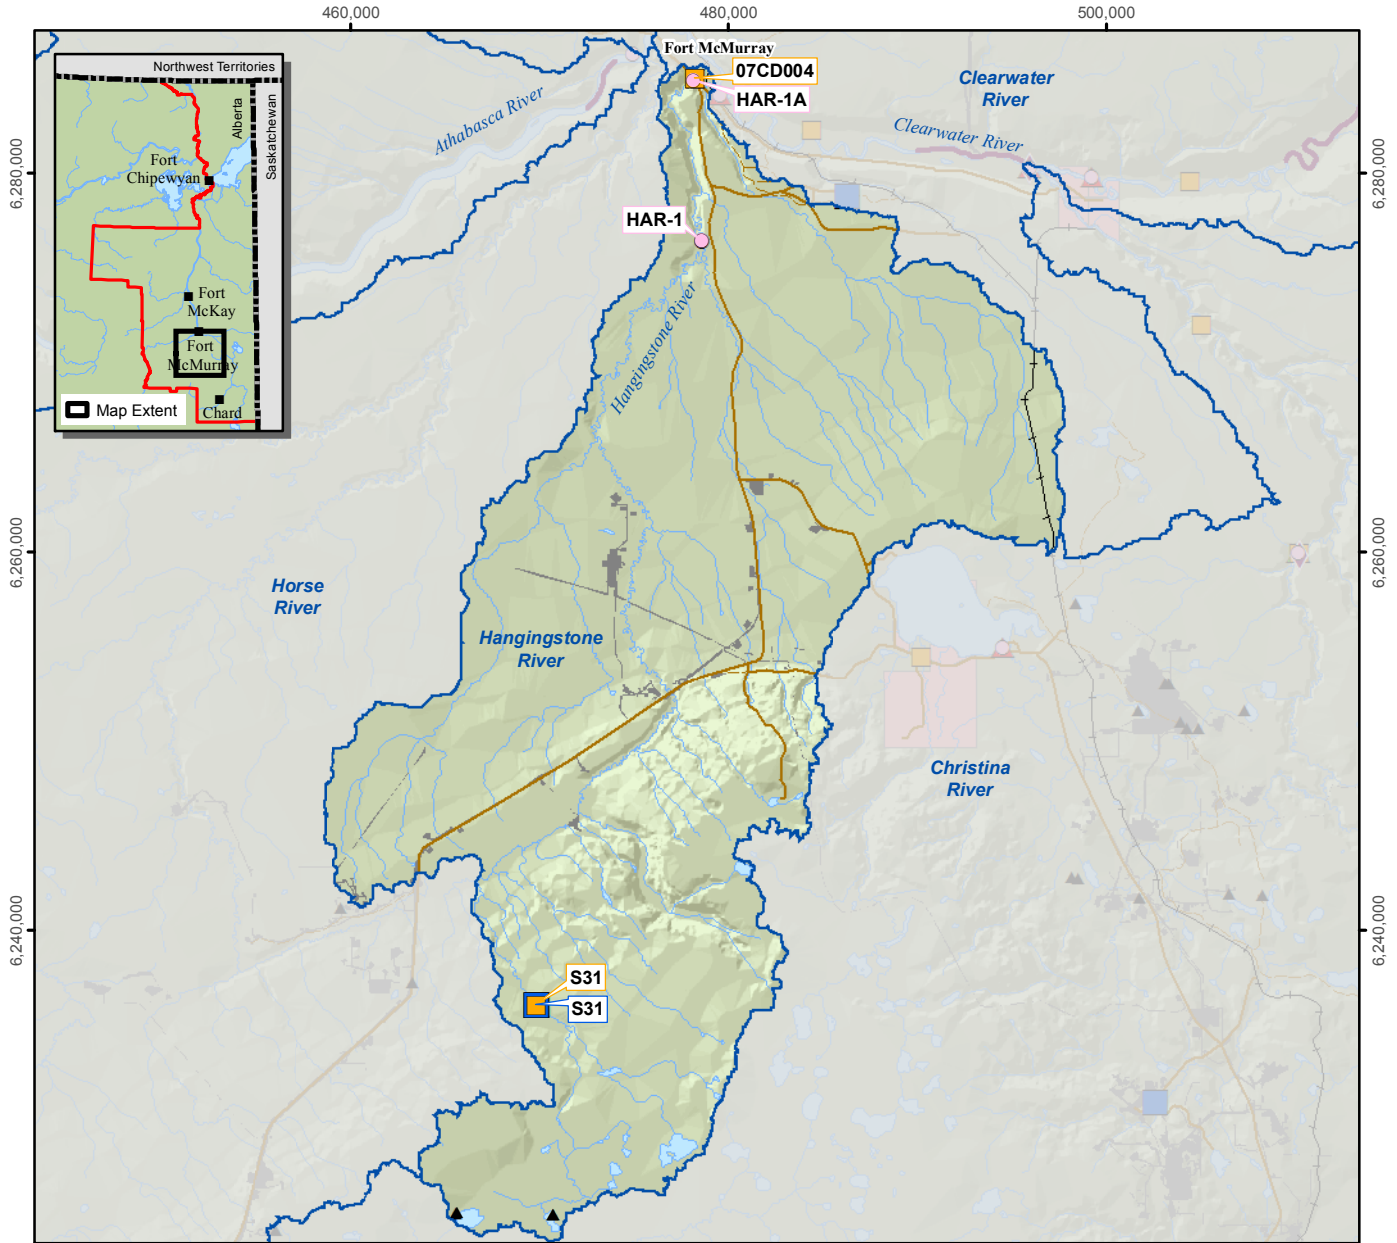 460,000
480,000
500,000
6,280,000
6,260,000
6,240,000
6,280,000
6,260,000
6,240,000
Northwest Territories
Alberta
Saskatchewan
Fort
Chipewyan
Fort
McKay
Fort
McMurray
Chard
Map Extent
Fort McMurray
07CD004
HAR-1A
HAR-1
Athabasca River
Clearwater
River
Clearwater River
Hangingstone River
Horse
River
Hangingstone
River
Christina
River
S31
S31